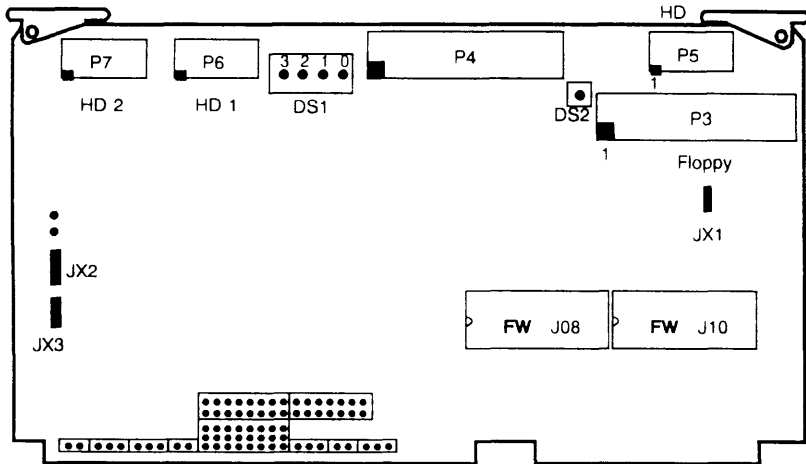 HD
P7
P6
3 2 1 0
P4
P5
1
HD 2
HD 1
DS1
DS2
P3
1
Floppy
JX1
JX2
FW J08
FW J10
JX3